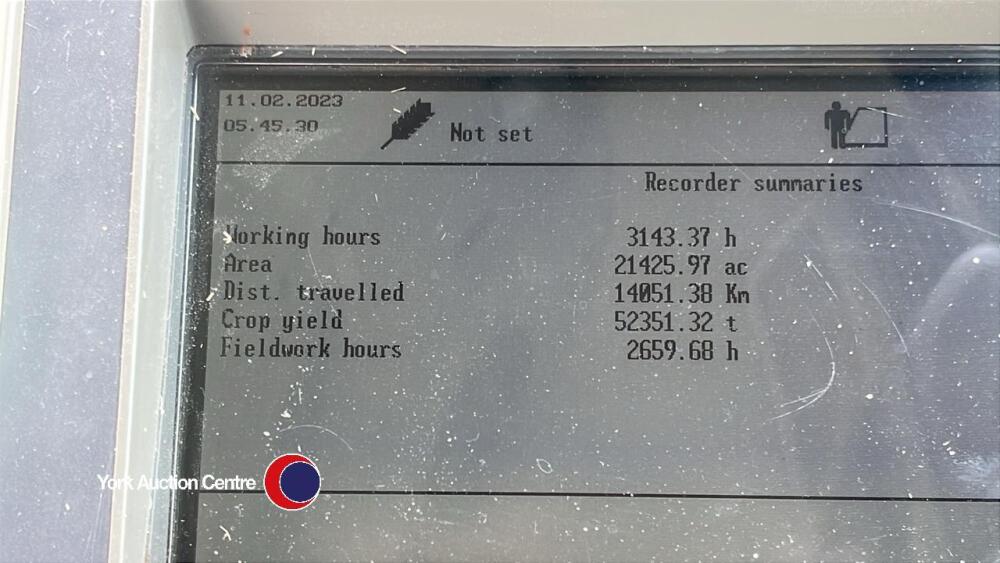 11.02.2023
05.45.30
Not set
Recorder summaries
Working hours 3143.37 h
Area 21425.97 ac
Dist. travelled 14051.38 Km
Crop yield 52351.32 t
Fieldwork hours 2659.68 h
York Auction Centre